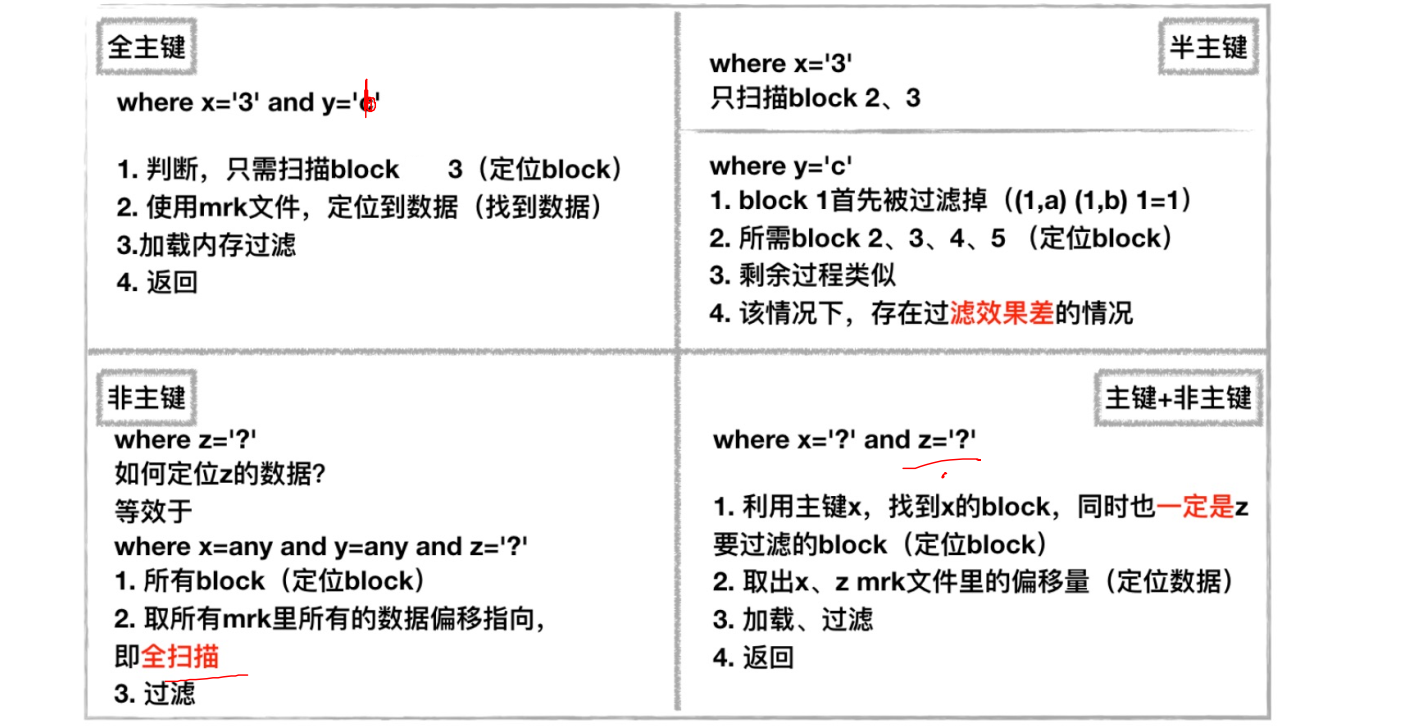 全主键
where x='3' and y='c'
1. 判断，只需扫描block 3（定位block）
2. 使用mrk文件，定位到数据（找到数据）
3.加载内存过滤
4. 返回
半主键
where x='3'
只扫描block 2、3
where y='c'
1. block 1首先被过滤掉（(1,a) (1,b) 1=1）
2. 所需block 2、3、4、5 （定位block）
3. 剩余过程类似
4. 该情况下，存在过滤效果差的情况
非主键
where z='?'
如何定位z的数据？
等效于
where x=any and y=any and z='?'
1. 所有block（定位block）
2. 取所有mrk里所有的数据偏移指向，
即全扫描
3. 过滤
主键+非主键
where x='?' and z='?'
1. 利用主键x，找到x的block，同时也一定是z
要过滤的block（定位block）
2. 取出x、z mrk文件里的偏移量（定位数据）
3. 加载、过滤
4. 返回